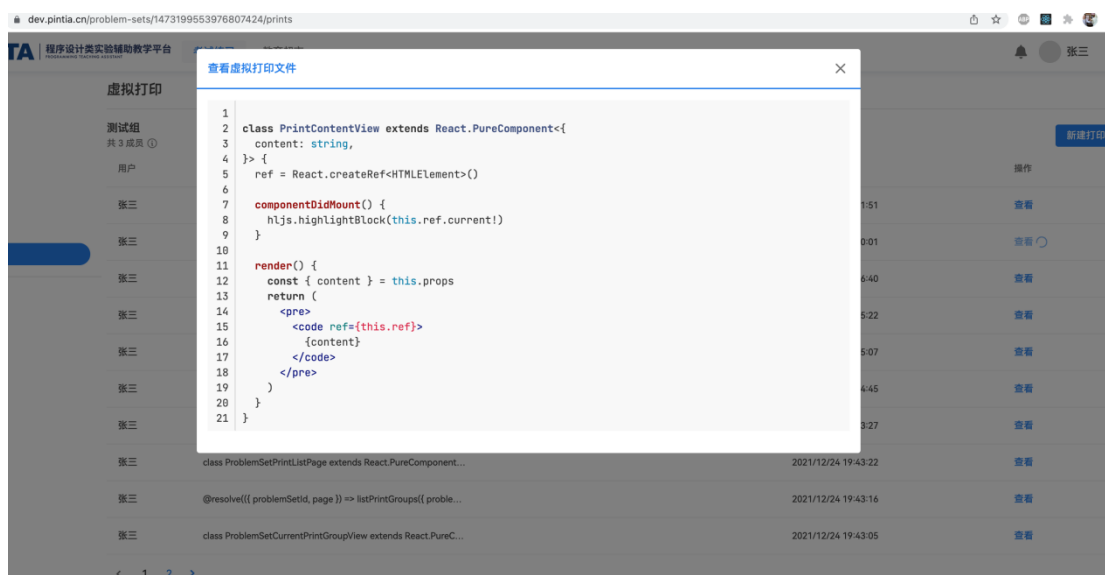 dev.pintia.cn/problem-sets/1473199553976807424/prints
TA 程序设计类实验辅助教学平台
PROGRAMMING TEACHING ASSISTANT
张三
虚拟打印
测试组
共 3 成员
新建打印
用户
操作
查看虚拟打印文件
1
2 class PrintContentView extends React.PureComponent<{
3   content: string,
4 }> {
5   ref = React.createRef<HTMLElement>()
6
7   componentDidMount() {
8     hljs.highlightBlock(this.ref.current!)
9   }
10
11   render() {
12     const { content } = this.props
13     return (
14       <pre>
15         <code ref={this.ref}>
16           {content}
17         </code>
18       </pre>
19     )
20   }
21 }
张三 1:51 查看
张三 0:01 查看
张三 6:40 查看
张三 5:22 查看
张三 5:07 查看
张三 4:45 查看
张三 3:27 查看
张三 class ProblemSetPrintListPage extends React.PureComponent... 2021/12/24 19:43:22 查看
张三 @resolve(({ problemSetId, page }) => listPrintGroups({ proble... 2021/12/24 19:43:16 查看
张三 class ProblemSetCurrentPrintGroupView extends React.PureC... 2021/12/24 19:43:05 查看
1 2